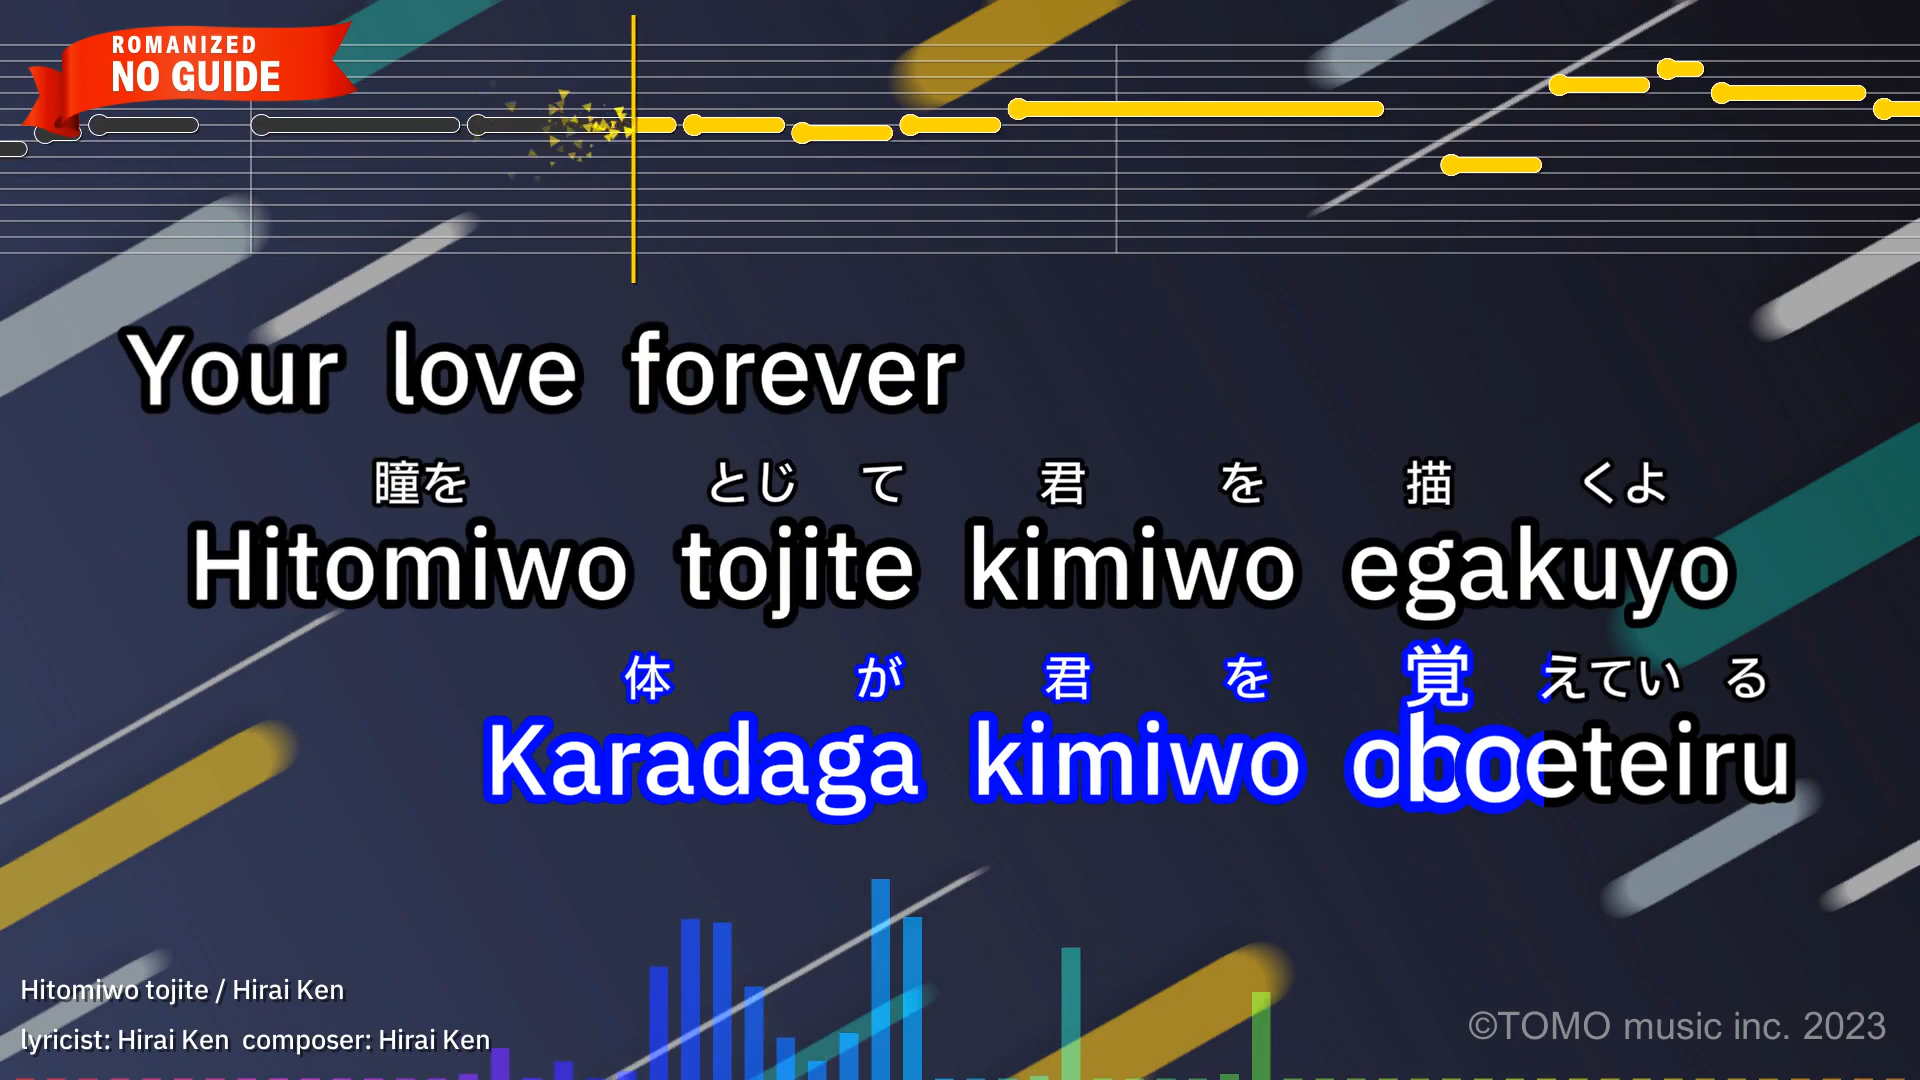 ROMANIZED
NO GUIDE
Your love forever
瞳を とじ て 君 を 描 くよ
Hitomiwo tojite kimiwo egakuyo
体 が 君 を 覚 えてい る
Karadaga kimiwo oboeteiru
Hitomiwo tojite / Hirai Ken
lyricist: Hirai Ken composer: Hirai Ken
©TOMO music inc. 2023